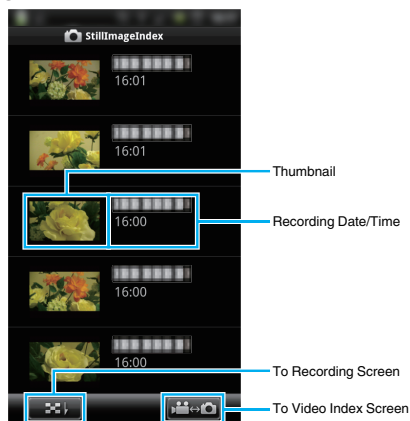 StillImageIndex
16:01
16:01
Thumbnail
16:00
Recording Date/Time
16:00
16:00
To Recording Screen
To Video Index Screen